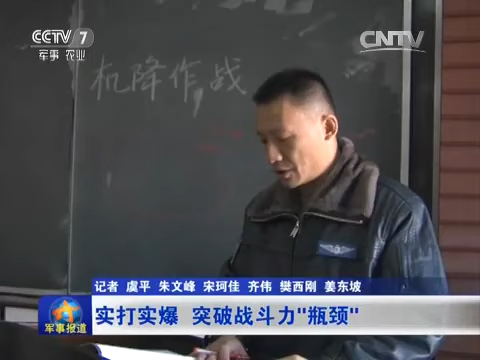 CCTV 7
军事 农业
CNTV
机降作战
记者 虞平 朱文峰 宋珂佳 齐伟 樊西刚 姜东坡
实打实爆 突破战斗力"瓶颈"
军事报道